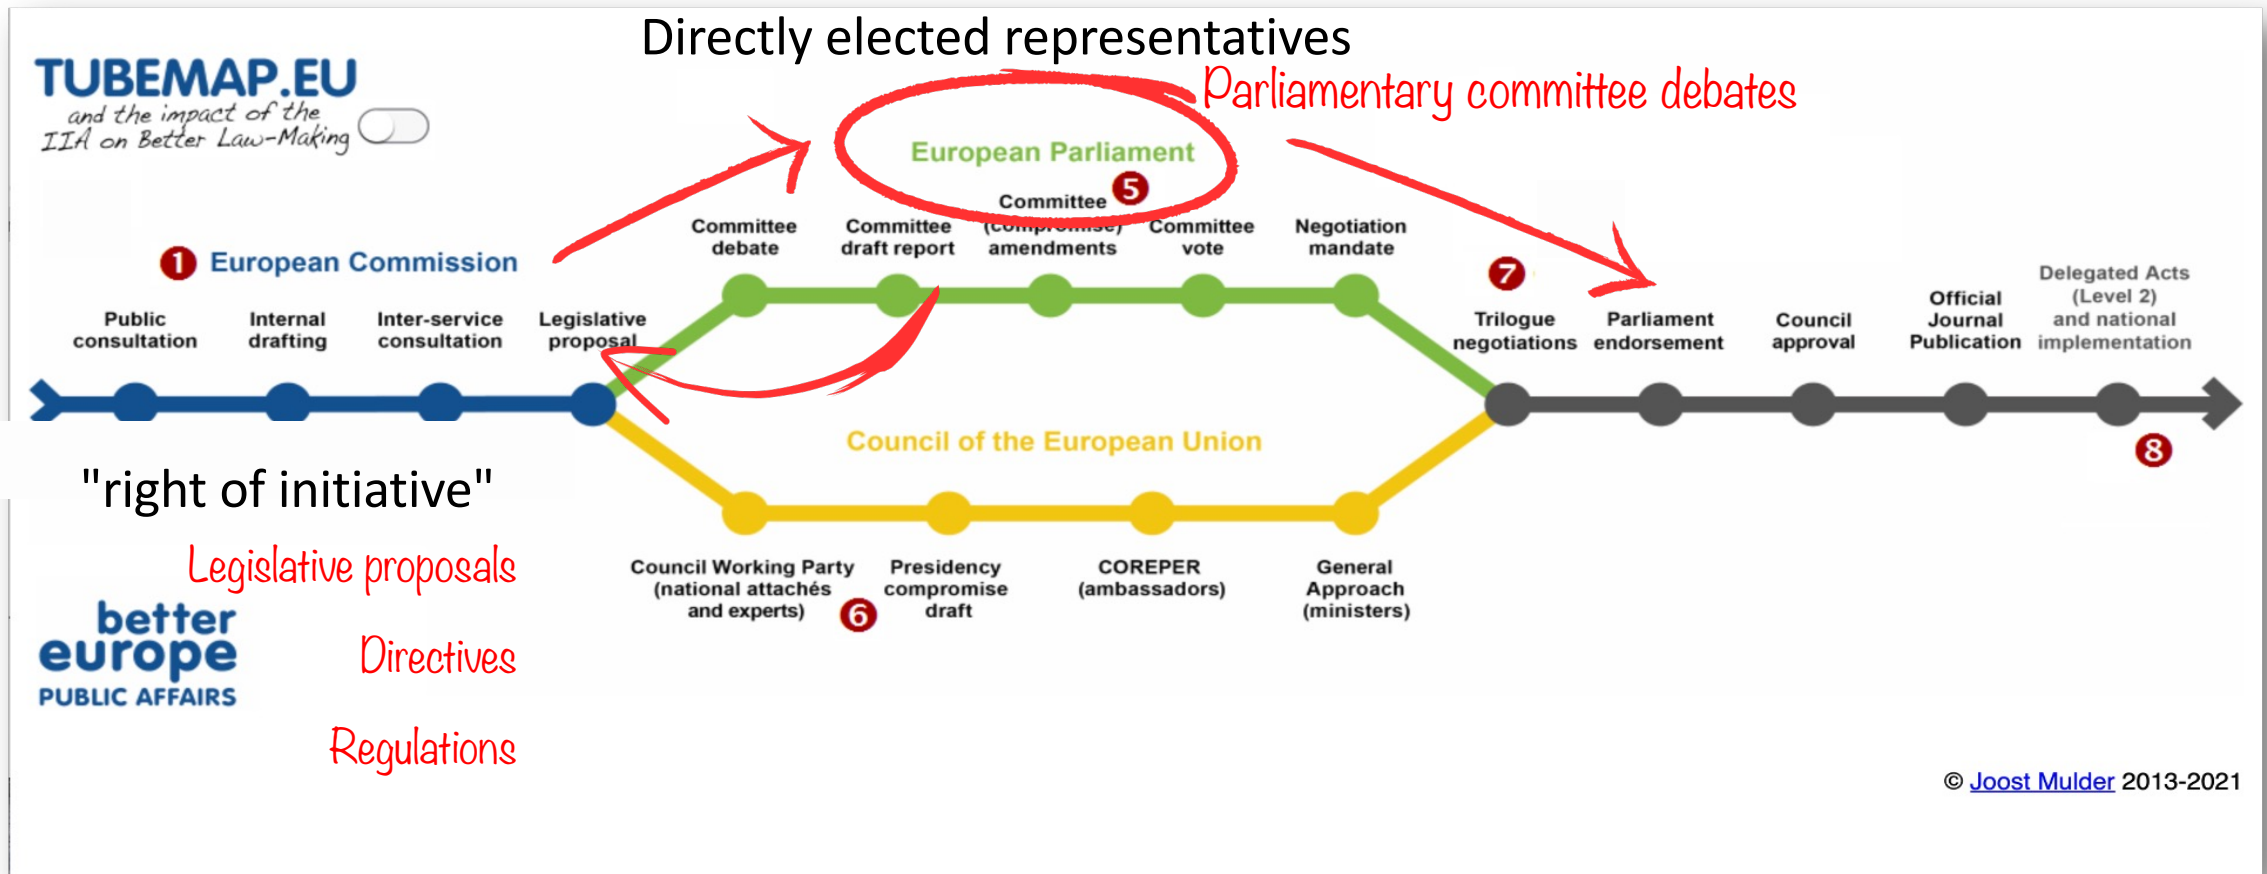 Directly elected representatives
TUBEMAP.EU
and the impact of the
IIA on Better Law-Making
Parliamentary committee debates
European Parliament
5
Committee
debate
Committee
draft report
Committee
(compromise)
amendments
Committee
vote
Negotiation
mandate
1 European Commission
Public
consultation
Internal
drafting
Inter-service
consultation
Legislative
proposal
7
Trilogue
negotiations
Parliament
endorsement
Council
approval
Official
Journal
Publication
Delegated Acts
(Level 2)
and national
implementation
8
Council of the European Union
"right of initiative"
Legislative proposals
Directives
Regulations
Council Working Party
(national attachés
and experts)
6
Presidency
compromise
draft
COREPER
(ambassadors)
General
Approach
(ministers)
better
europe
PUBLIC AFFAIRS
© Joost Mulder 2013-2021